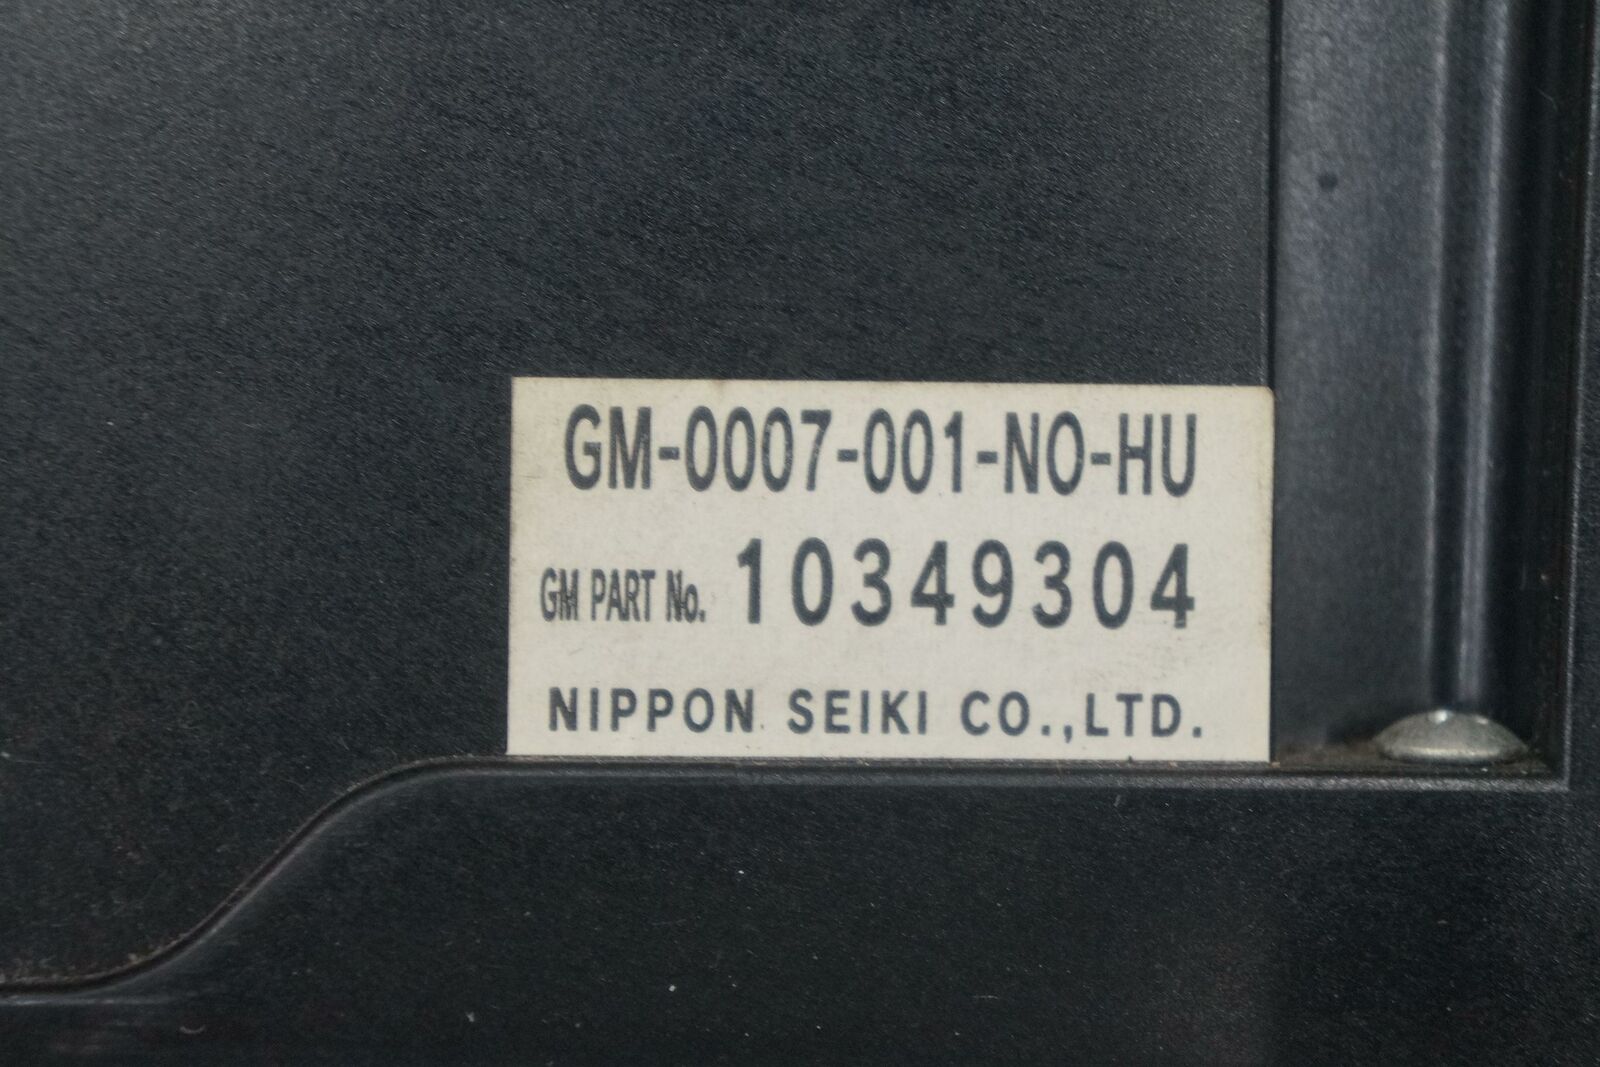 GM-0007-001-NO-HU
GM PART No. 10349304
NIPPON SEIKI CO.,LTD.